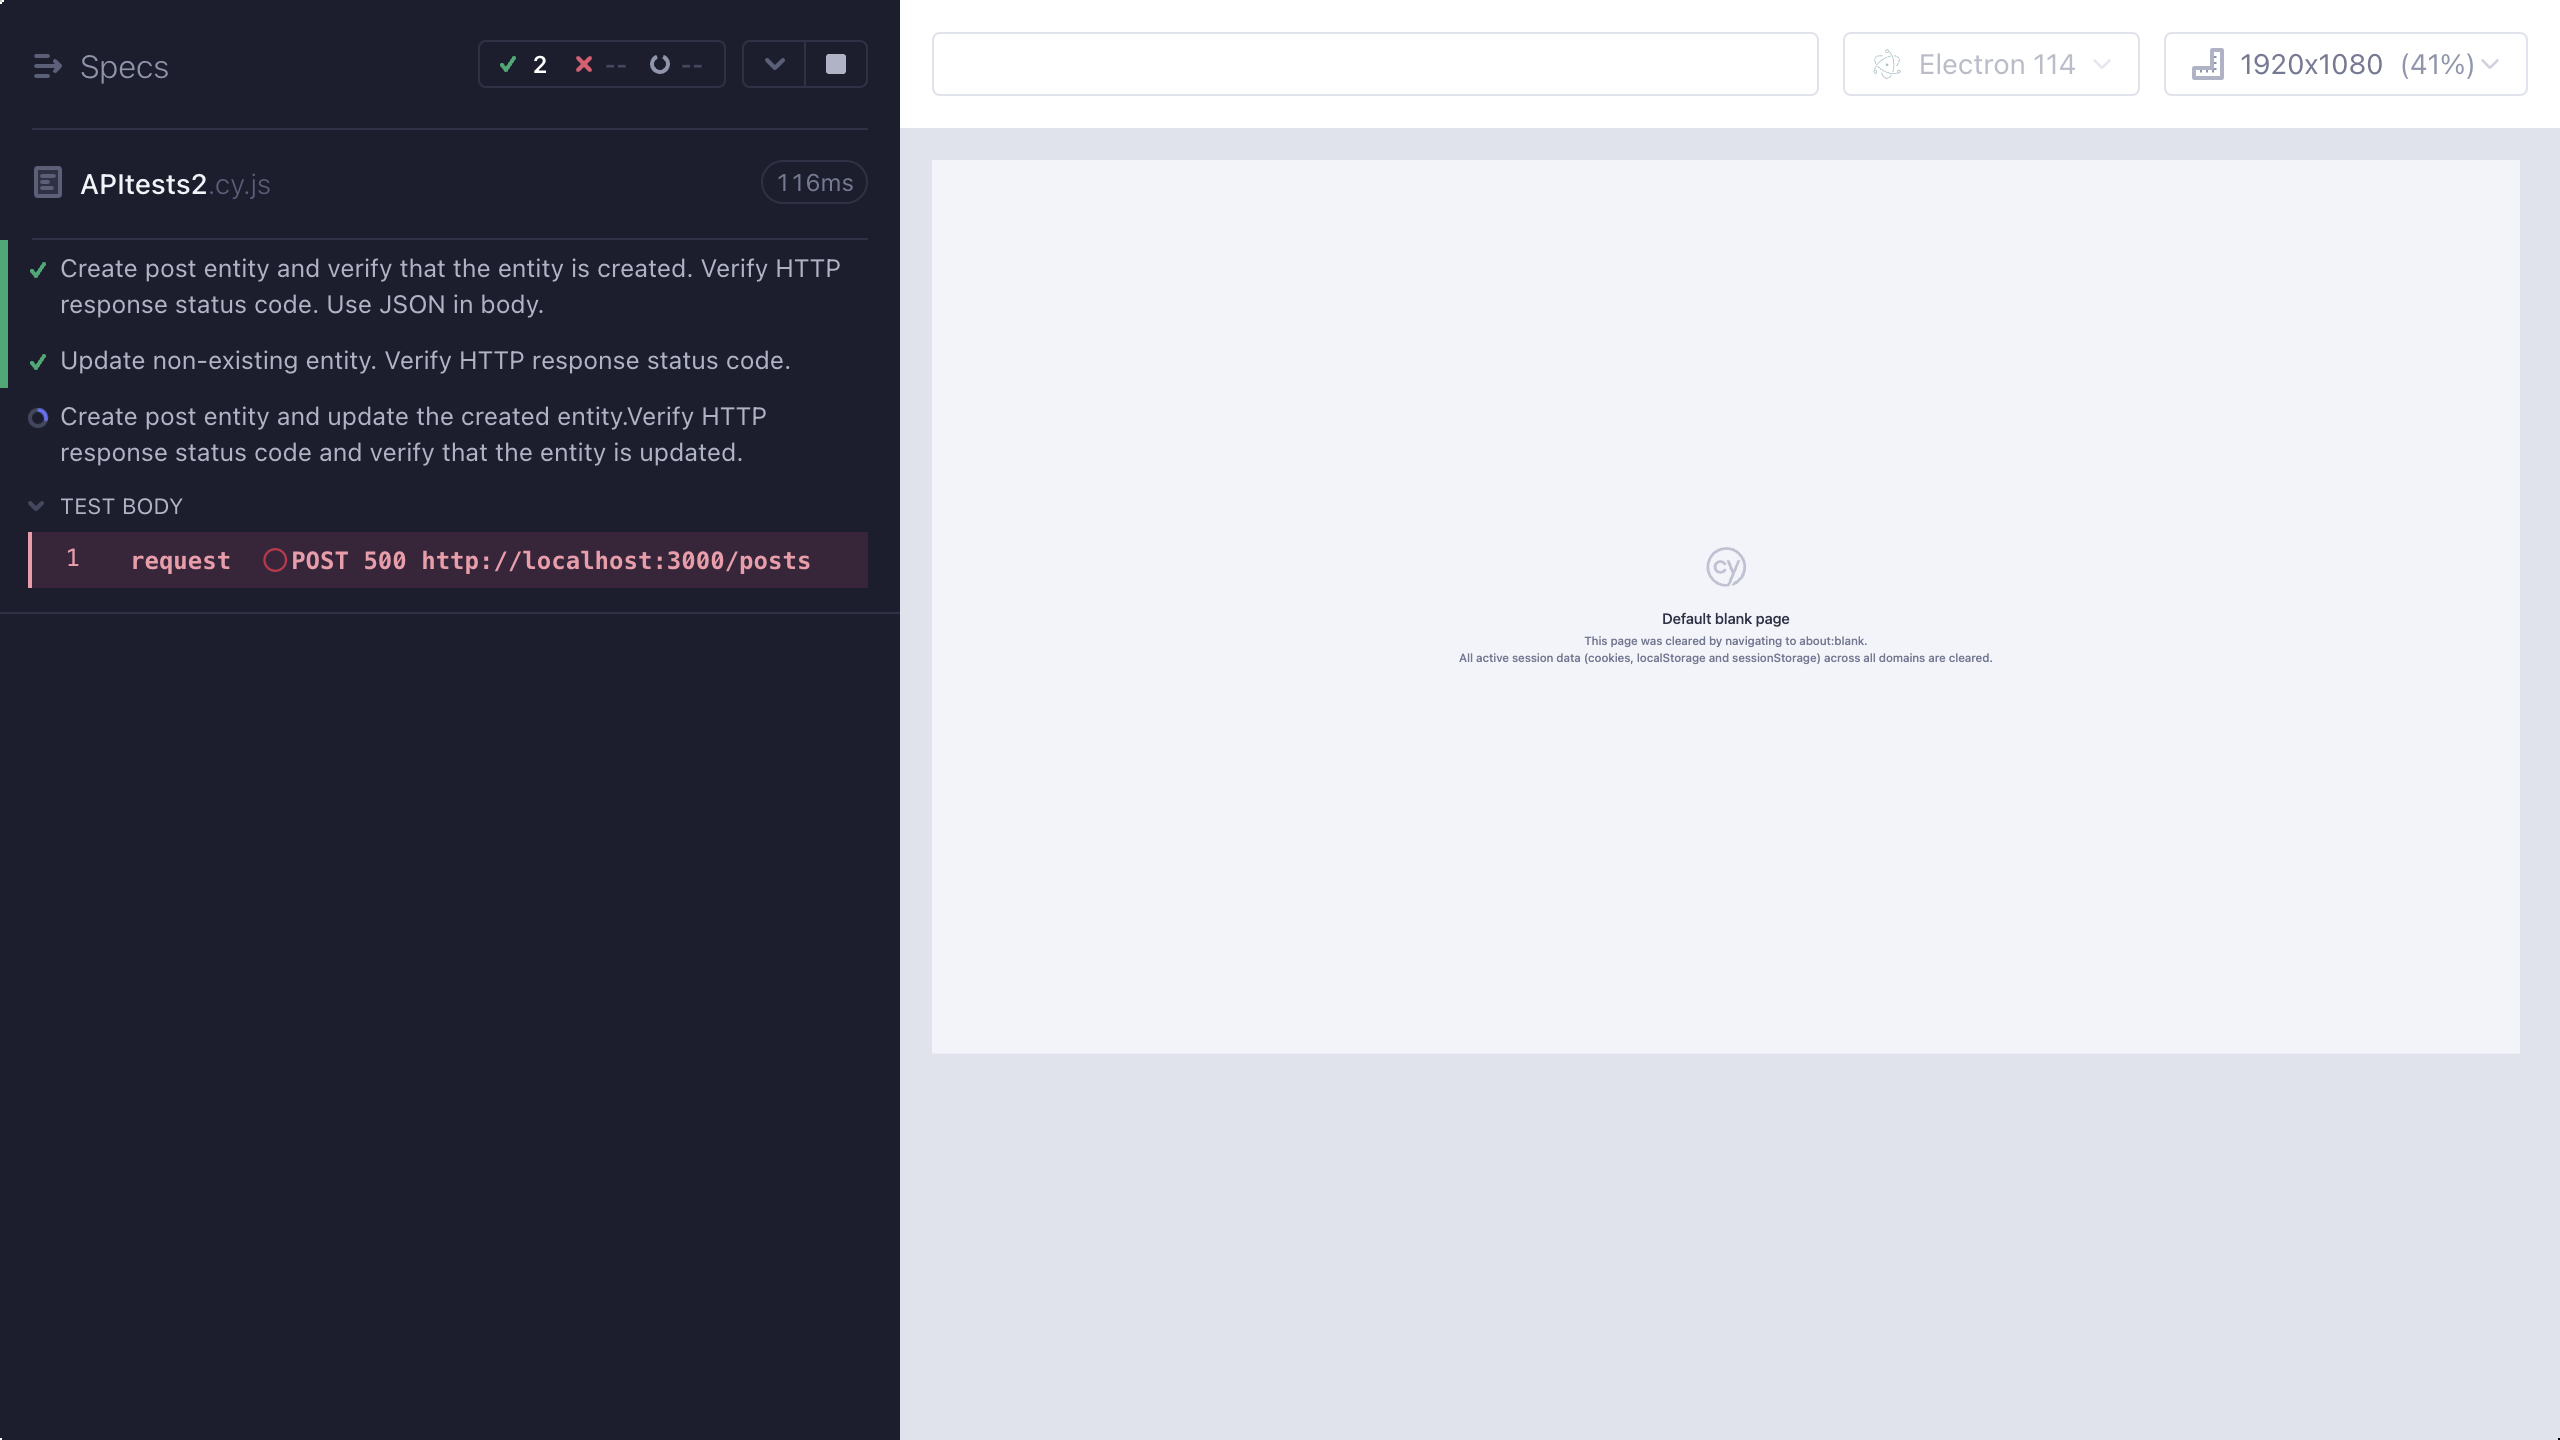 Specs
2
--
--
APItests2.cy.js
116ms
Create post entity and verify that the entity is created. Verify HTTP
response status code. Use JSON in body.
Update non-existing entity. Verify HTTP response status code.
Create post entity and update the created entity.Verify HTTP
response status code and verify that the entity is updated.
TEST BODY
1 request POST 500 http://localhost:3000/posts
Electron 114
1920x1080 (41%)
cy
Default blank page
This page was cleared by navigating to about:blank.
All active session data (cookies, localStorage and sessionStorage) across all domains are cleared.